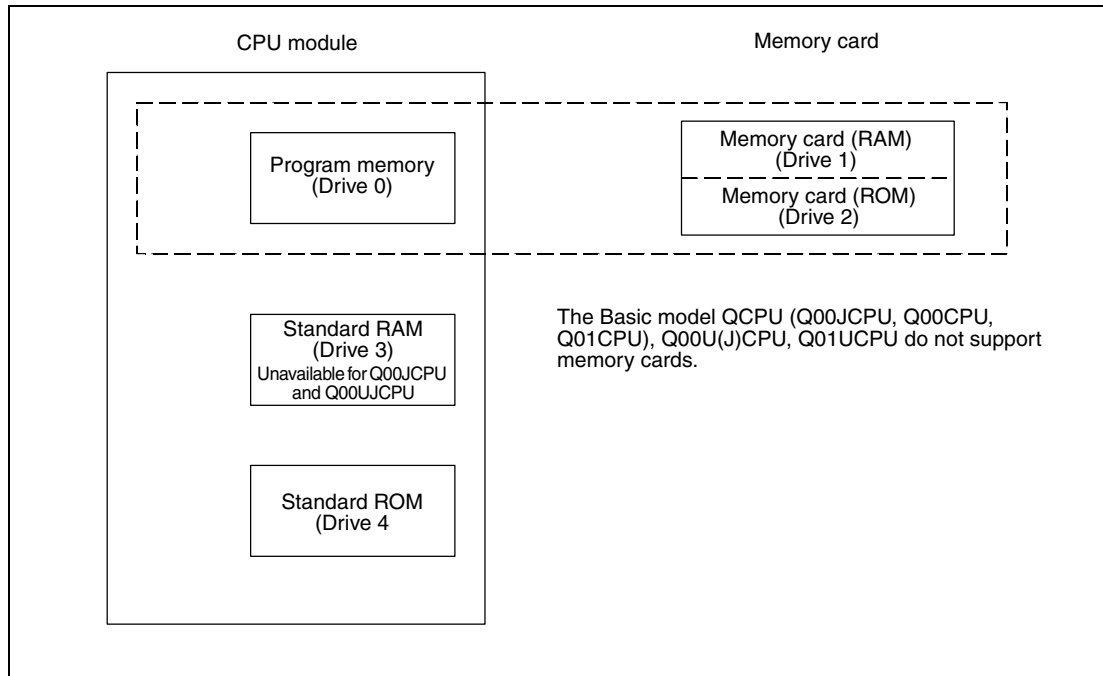 CPU module
Memory card
Program memory
(Drive 0)
Memory card (RAM)
(Drive 1)
Memory card (ROM)
(Drive 2)
Standard RAM
(Drive 3)
Unavailable for Q00JCPU
and Q00UJCPU
The Basic model QCPU (Q00JCPU, Q00CPU,
Q01CPU), Q00U(J)CPU, Q01UCPU do not support
memory cards.
Standard ROM
(Drive 4